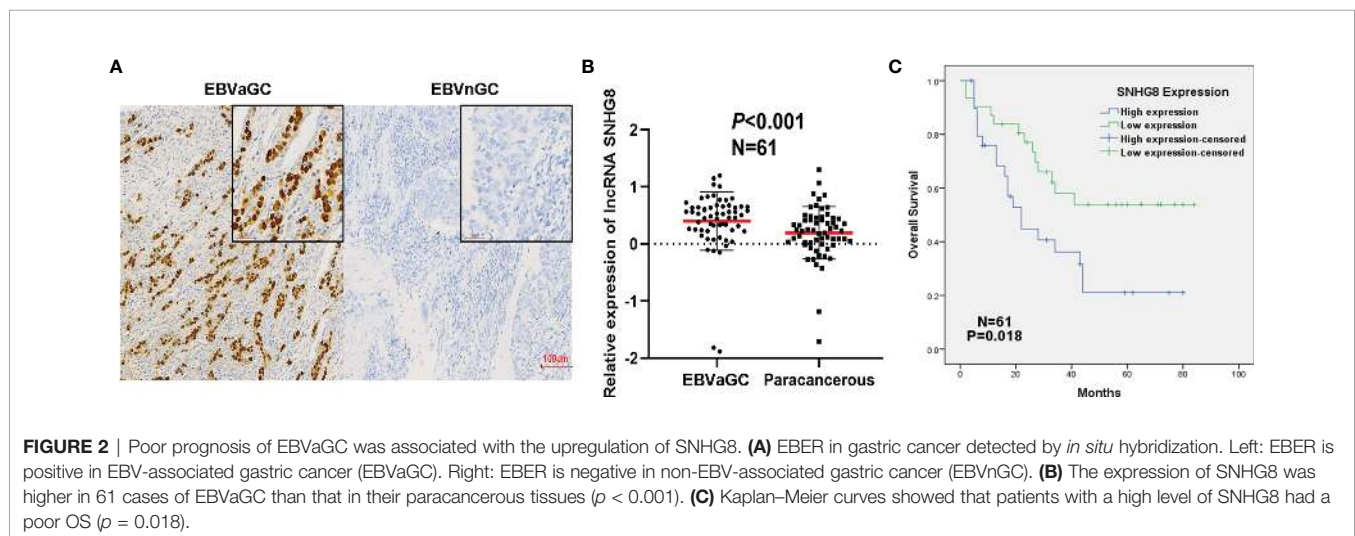 A
EBVaGC
EBVnGC
100um
B
Relative expression of lncRNA SNHG8
P<0.001
N=61
2
1
0
-1
-2
EBVaGC
Paracancerous
C
Overall Survival
1.0
0.8
0.6
0.4
0.2
0.0
SNHG8 Expression
High expression
Low expression
High expression-censored
Low expression-censored
N=61
P=0.018
0
20
40
60
80
100
Months
FIGURE 2 | Poor prognosis of EBVaGC was associated with the upregulation of SNHG8. (A) EBER in gastric cancer detected by in situ hybridization. Left: EBER is
positive in EBV-associated gastric cancer (EBVaGC). Right: EBER is negative in non-EBV-associated gastric cancer (EBVnGC). (B) The expression of SNHG8 was
higher in 61 cases of EBVaGC than that in their paracancerous tissues (p < 0.001). (C) Kaplan–Meier curves showed that patients with a high level of SNHG8 had a
poor OS (p = 0.018).